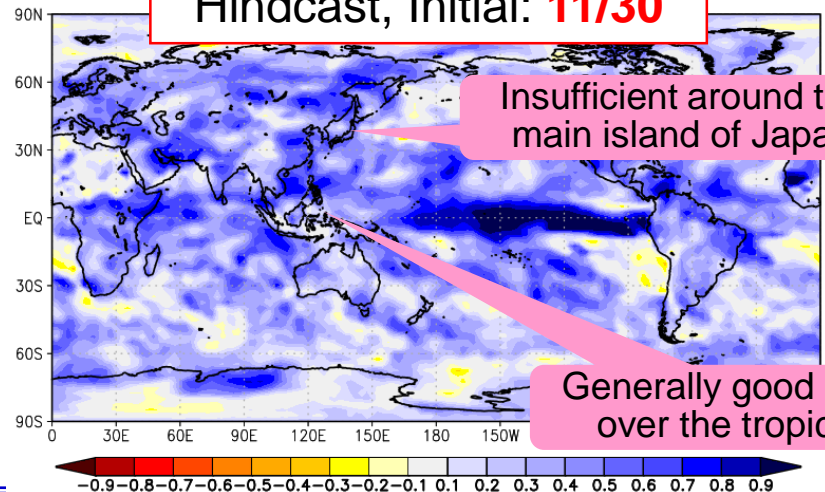 Hindcast, Initial: 11/30
90N
60N
30N
EQ
30S
60S
90S
Insufficient around
main island of
Generally good
over the
0 30E 60E 90E 120E 150E 180 150W
−0.9−0.8−0.7−0.6−0.5−0.4−0.3−0.2−0.1 0.1 0.2 0.3 0.4 0.5 0.6 0.7 0.8 0.9